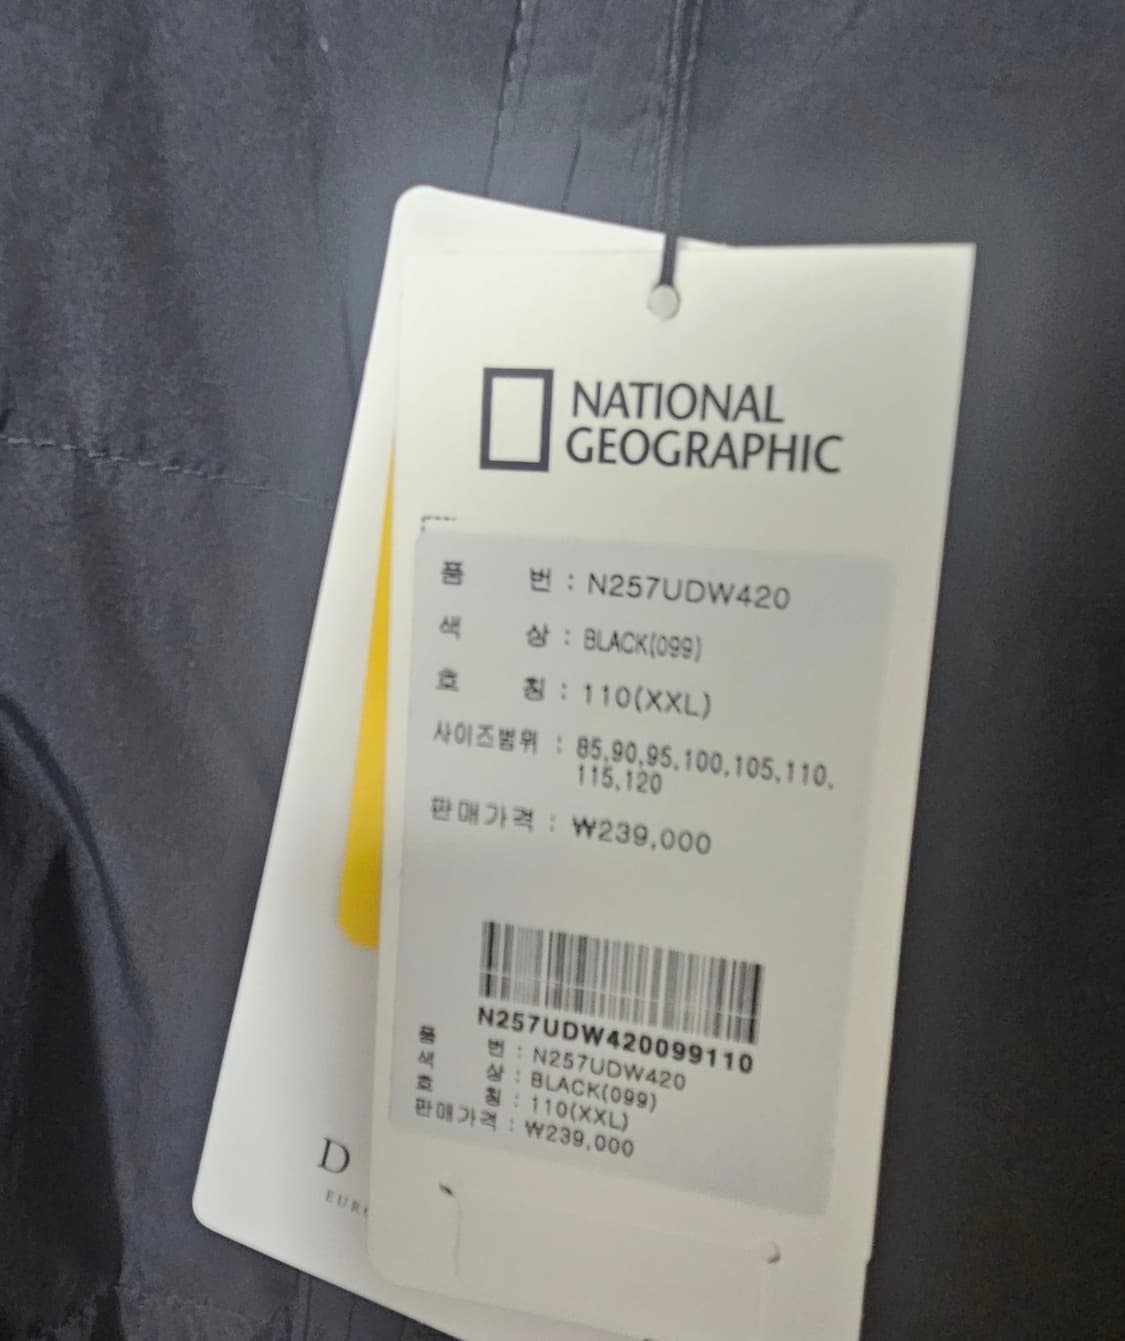 NATIONAL
GEOGRAPHIC
품 번 : N257UDW420
색 상 : BLACK(099)
호 칭 : 110(XXL)
사이즈범위 : 85,90,95,100,105,110,
115,120
판매가격 : ₩239,000
N257UDW420099110
품 번 : N257UDW420
색 상 : BLACK(099)
호 칭 : 110(XXL)
판매가격 : ₩239,000
D
EUR